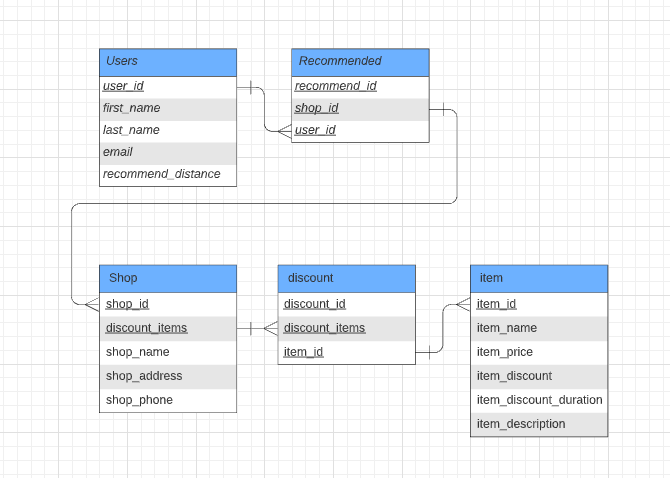 Users
user_id
first_name
last_name
email
recommend_distance
Recommended
recommend_id
shop_id
user_id
Shop
shop_id
discount_items
shop_name
shop_address
shop_phone
discount
discount_id
discount_items
item_id
item
item_id
item_name
item_price
item_discount
item_discount_duration
item_description